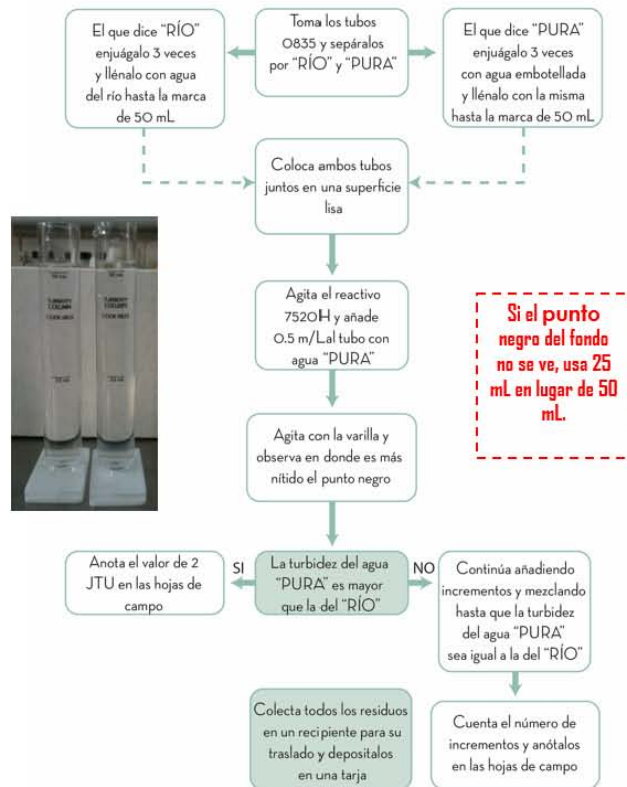 El que dice “RÍO”
enjuágalo 3 veces
y llénalo con agua
del río hasta la marca
de 50 mL
Toma los tubos
0835 y sepáralos
por “RÍO” y “PURA”
El que dice “PURA”
enjuágalo 3 veces
con agua embotellada
y llénalo con la misma
hasta la marca de 50 mL
Coloca ambos tubos
juntos en una superficie
lisa
Agita el reactivo
7520H y añade
0.5 m/Lal tubo con
agua “PURA”
Si el punto
negro del fondo
no se ve, usa 25
mL en lugar de 50
mL.
Agita con la varilla y
observa en donde es más
nítido el punto negro
La turbidez del agua
“PURA” es mayor
que la del “RÍO”
SI
Anota el valor de 2
JTU en las hojas de
campo
NO
Continúa añadiendo
incrementos y mezclando
hasta que la turbidez
del agua “PURA”
sea igual a la del “RÍO”
Cuenta el número de
incrementos y anótalos
en las hojas de campo
Colecta todos los residuos
en un recipiente para su
traslado y deposítalos
en una tarja